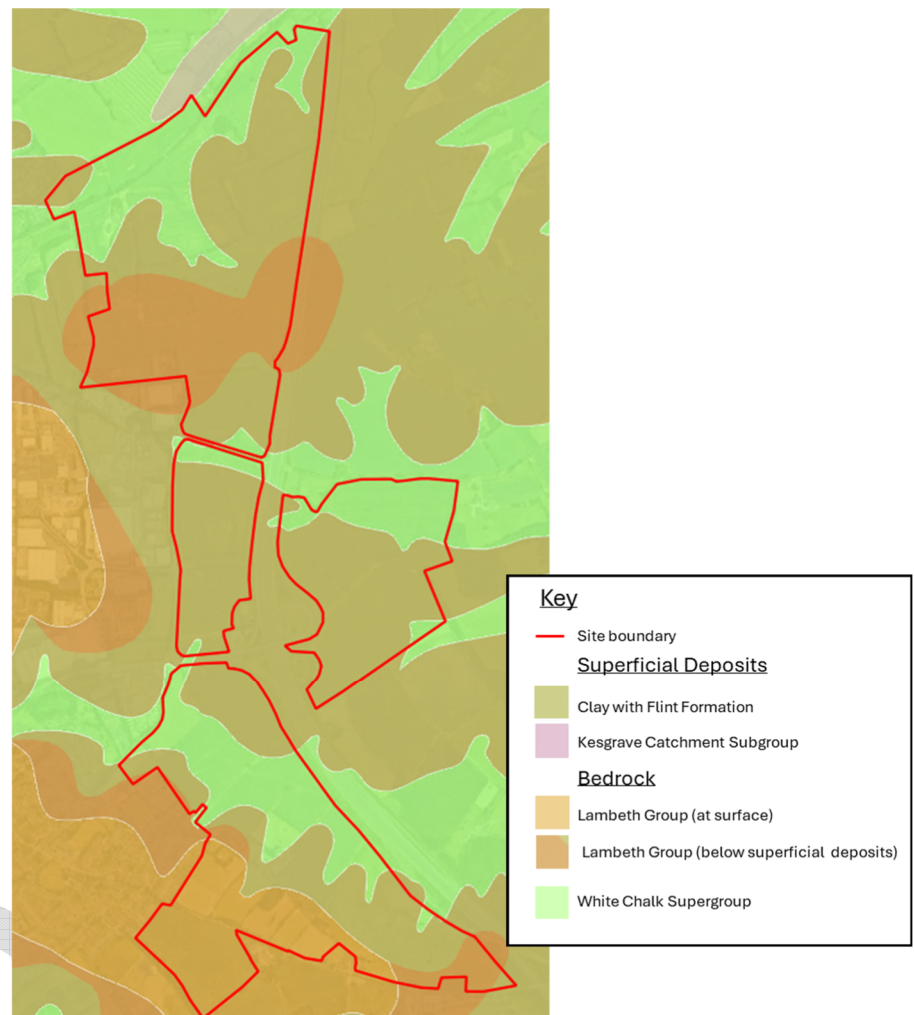 Key
Site boundary
Superficial Deposits
Clay with Flint Formation
Kesgrave Catchment Subgroup
Bedrock
Lambeth Group (at surface)
Lambeth Group (below superficial deposits)
White Chalk Supergroup